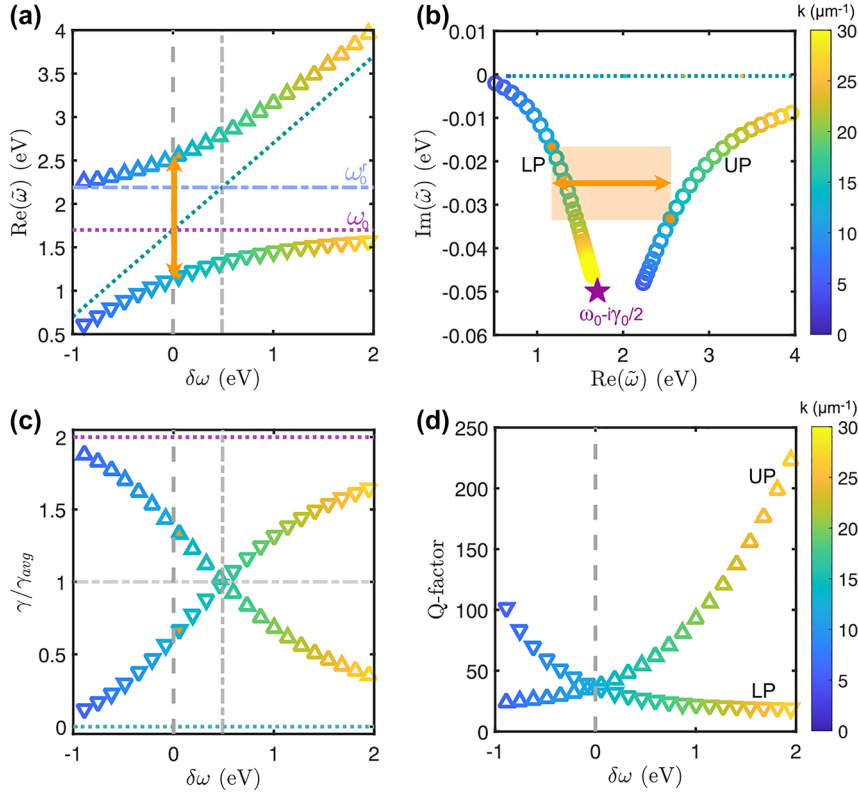 (a)
4
3.5
3
2.5
2
1.5
1
0.5
Re(ω̃) (eV)
ω₀ʳ
ω₀
-1
0
1
2
δω (eV)
(b)
0.01
0
-0.01
-0.02
-0.03
-0.04
-0.05
-0.06
Im(ω̃) (eV)
LP
UP
ω₀-iγ₀/2
1
2
3
4
Re(ω̃) (eV)
k (μm⁻¹)
30
25
20
15
10
5
0
(c)
2
1.5
1
0.5
0
γ/γavg
-1
0
1
2
δω (eV)
(d)
250
200
150
100
50
0
Q-factor
UP
LP
-1
0
1
2
δω (eV)
k (μm⁻¹)
30
25
20
15
10
5
0